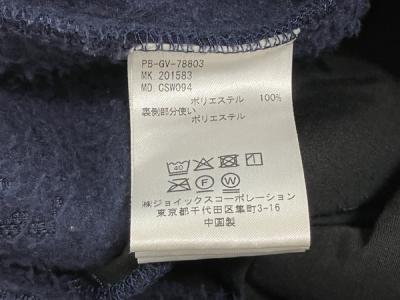 PB-GV-78803
MK. 201583
MD. CSW094
ポリエステル 100%
裏側部分使い
ポリエステル
40
F W
㈱ジョイックスコーポレーション
東京都千代田区隼町3-16
中国製